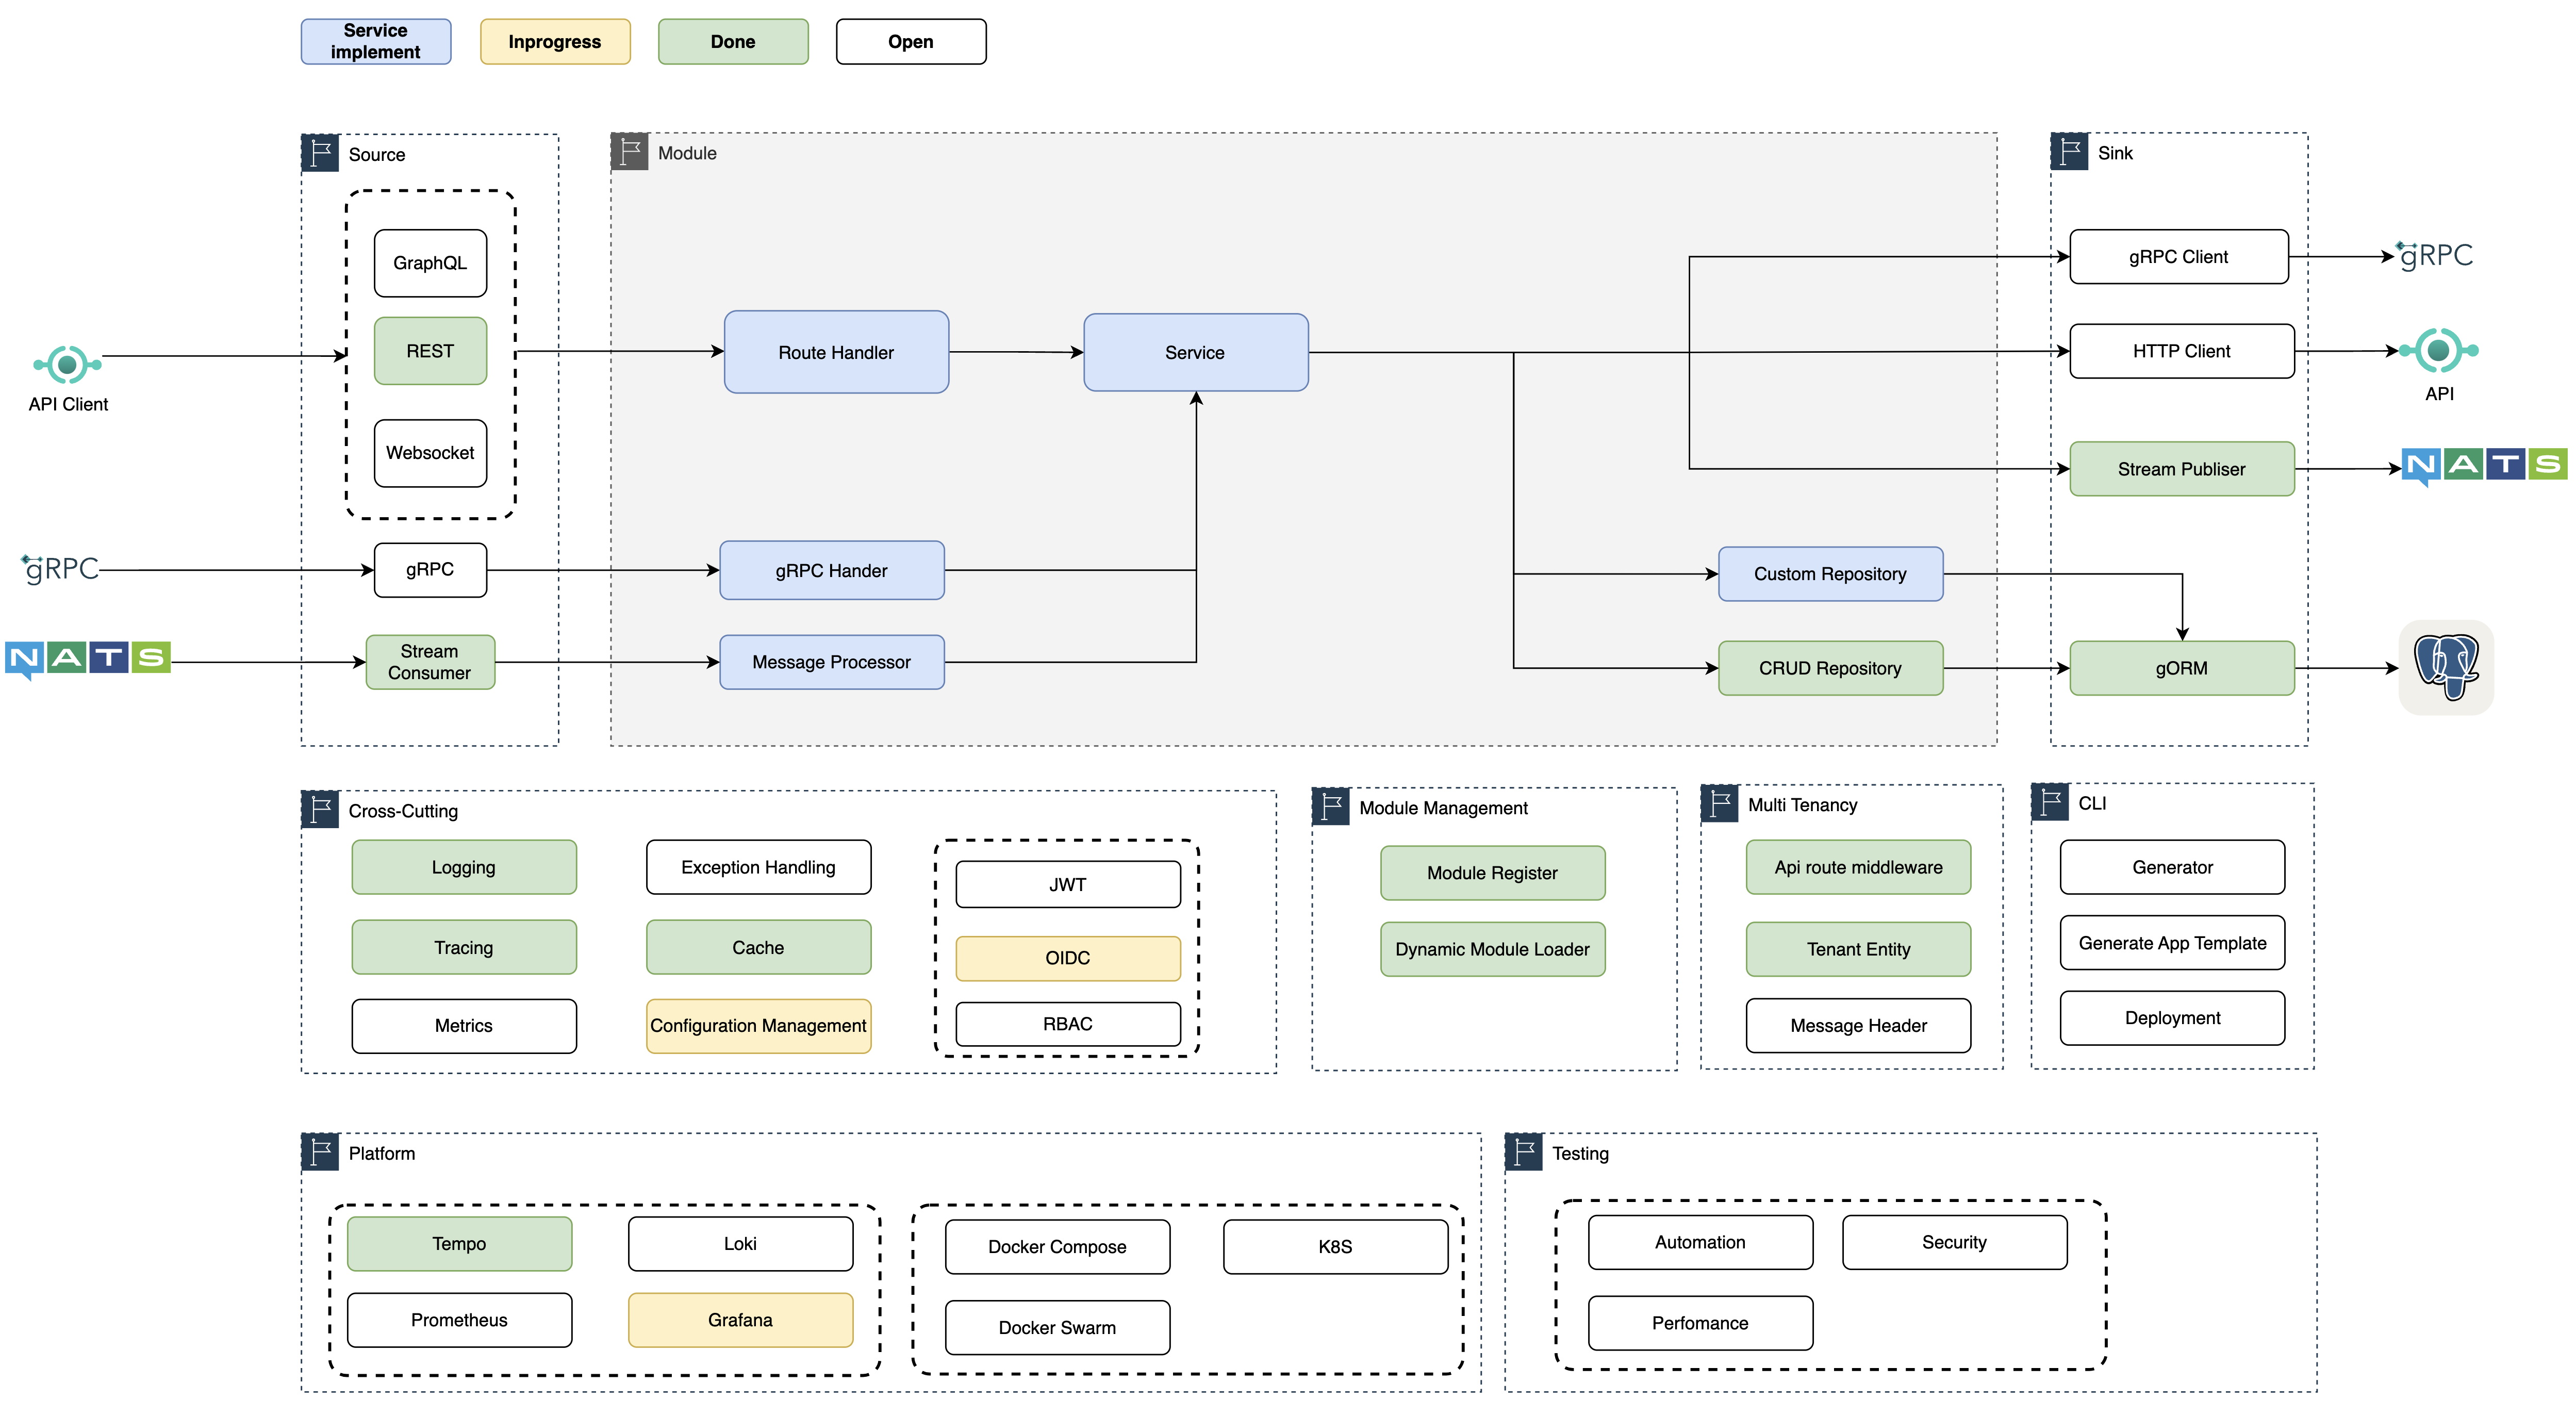 Service
implement
Inprogress
Done
Open
Source
Module
Sink
GraphQL
REST
Websocket
gRPC
Stream
Consumer
API Client
gRPC
NATS
Route Handler
Service
gRPC Hander
Message Processor
Custom Repository
CRUD Repository
gRPC Client
HTTP Client
Stream Publiser
gORM
gRPC
API
NATS
Cross-Cutting
Logging
Exception Handling
JWT
Tracing
Cache
OIDC
Metrics
Configuration Management
RBAC
Module Management
Module Register
Dynamic Module Loader
Multi Tenancy
Api route middleware
Tenant Entity
Message Header
CLI
Generator
Generate App Template
Deployment
Platform
Tempo
Loki
Prometheus
Grafana
Docker Compose
K8S
Docker Swarm
Testing
Automation
Security
Perfomance